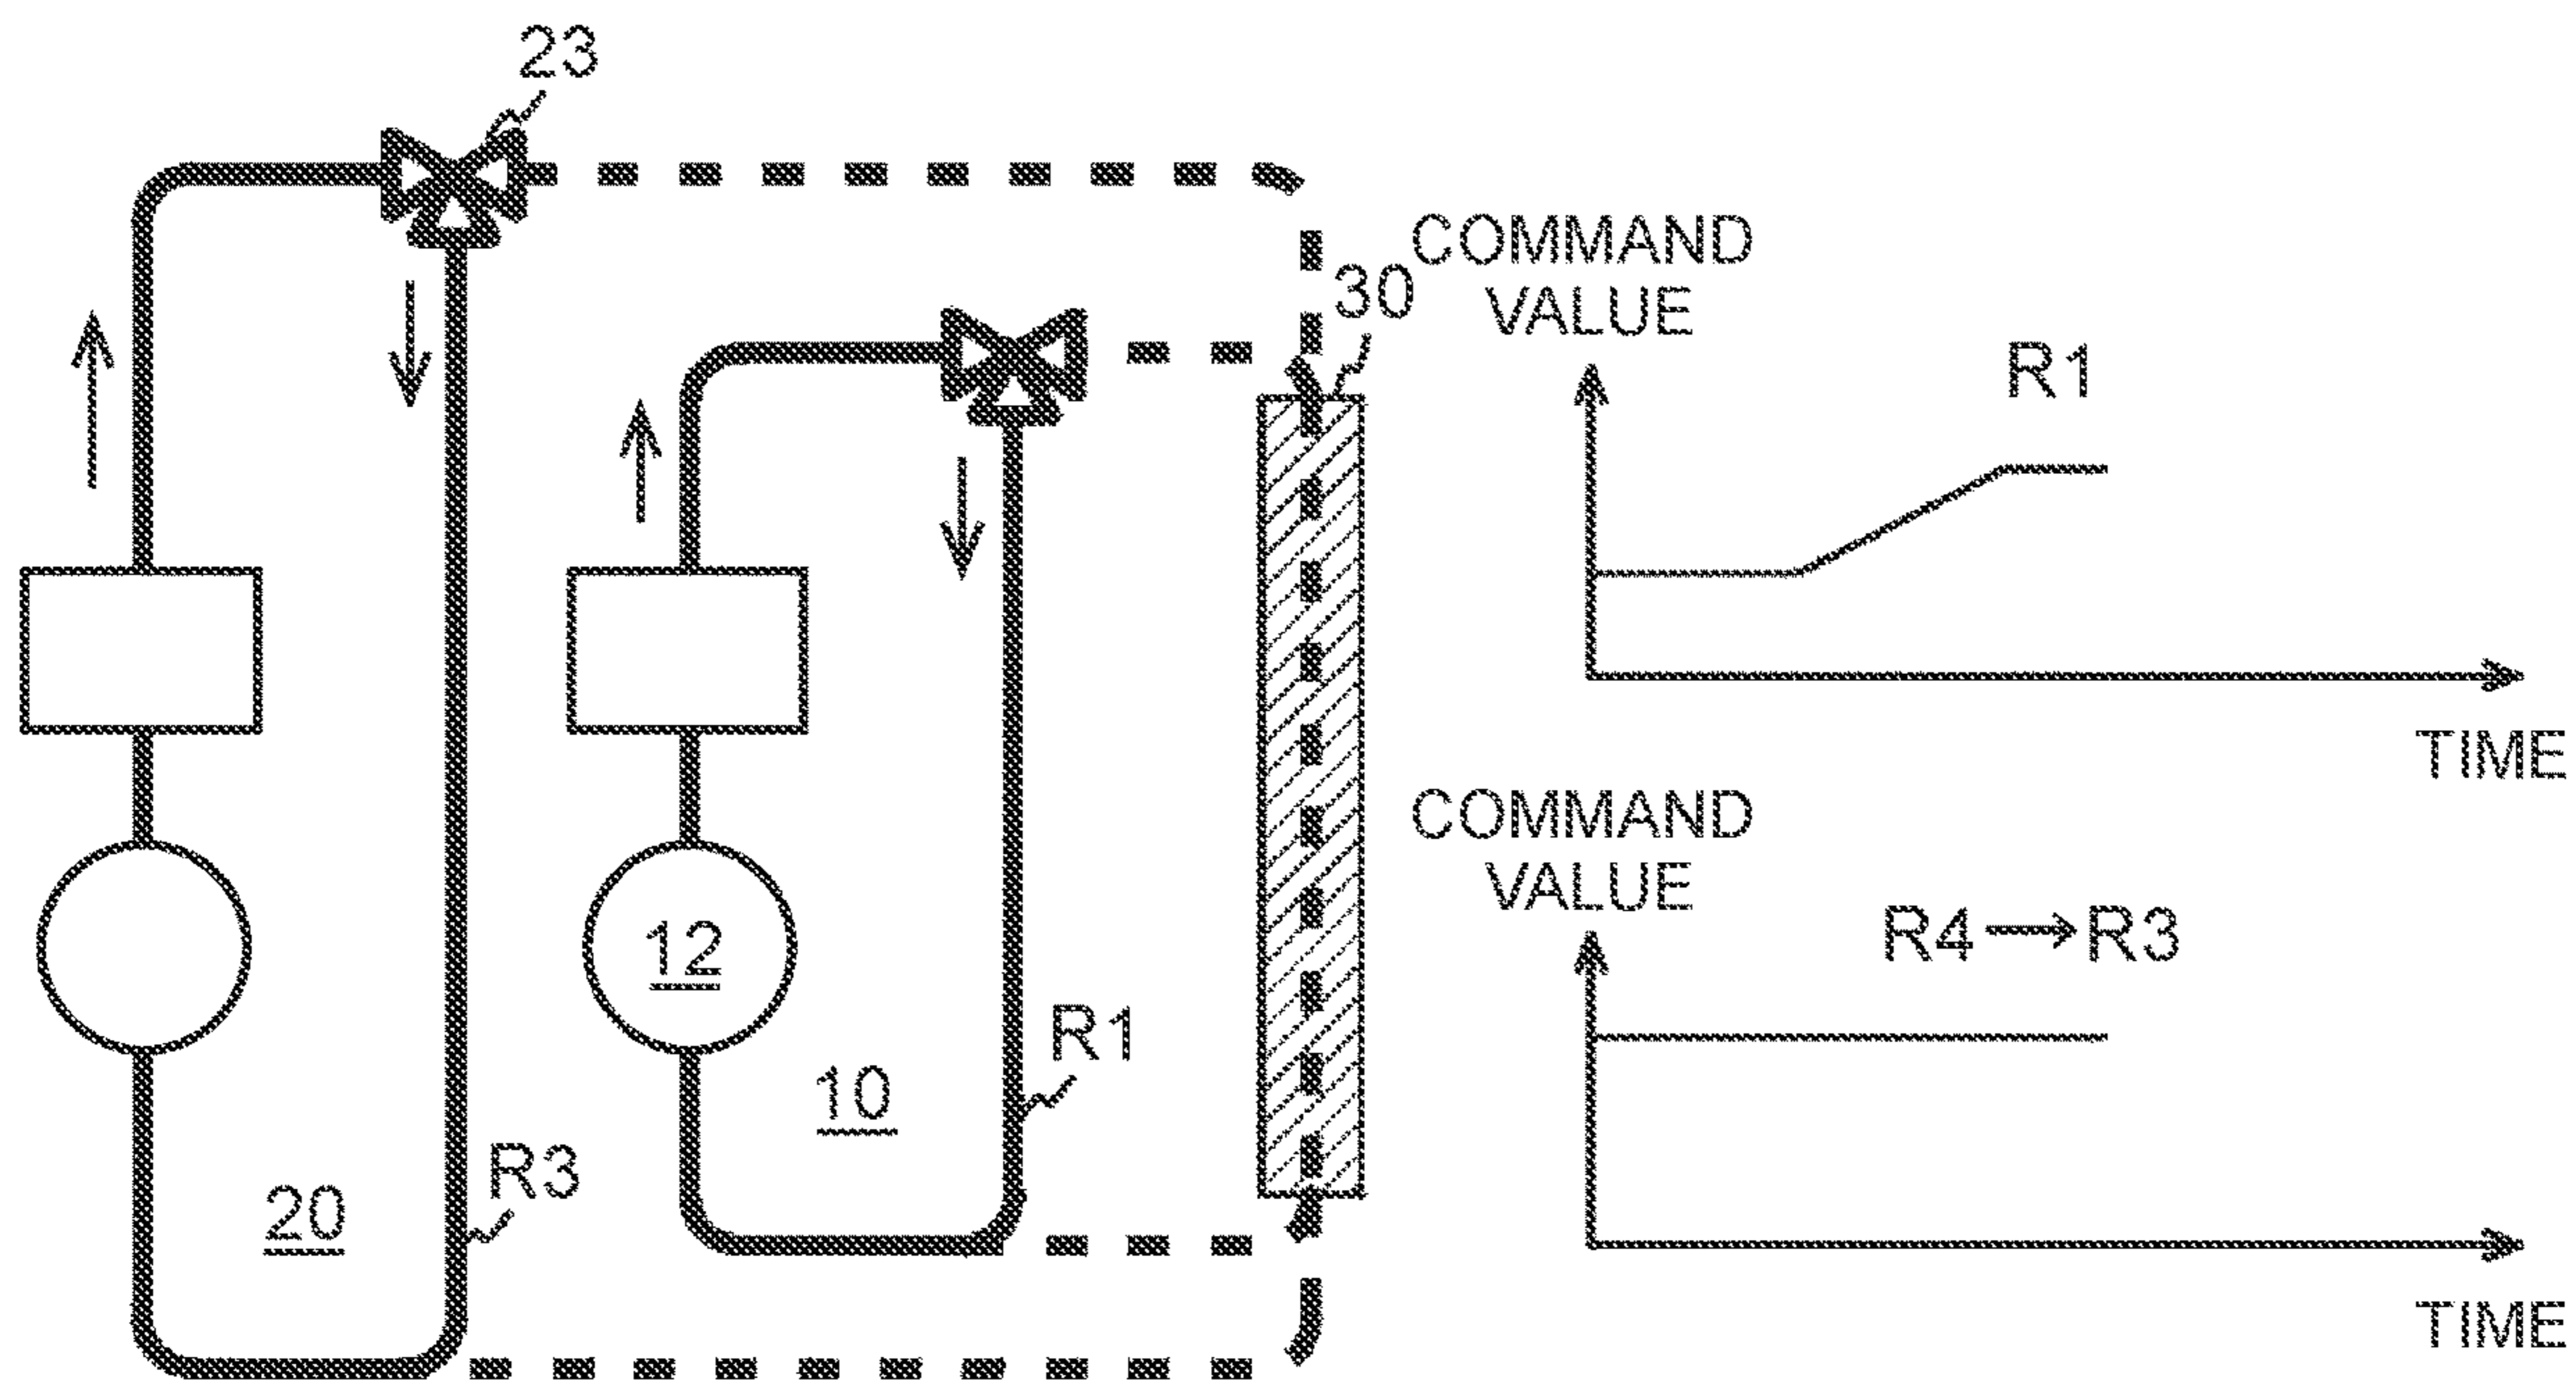 23
COMMAND
VALUE
30
R1
TIME
COMMAND
VALUE
R4→R3
12
R1
10
R3
20
TIME